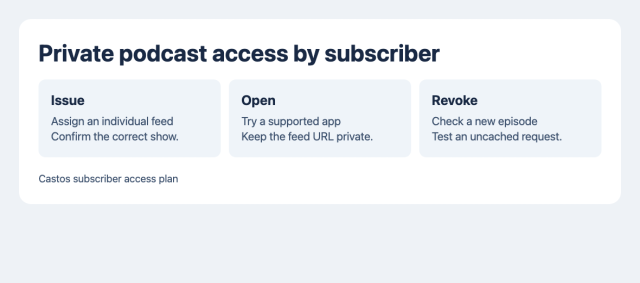 Private podcast access by subscriber
Issue
Assign an individual feed
Confirm the correct show.
Open
Try a supported app
Keep the feed URL private.
Revoke
Check a new episode
Test an uncached request.
Castos subscriber access plan